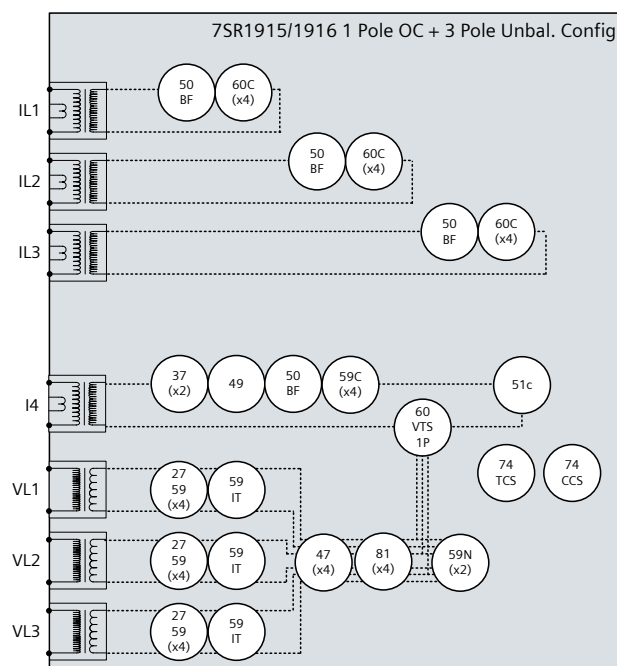 7SR1915/1916 1 Pole OC + 3 Pole Unbal. Config
IL1
50
BF
60C
(x4)
IL2
50
BF
60C
(x4)
IL3
50
BF
60C
(x4)
I4
37
(x2)
49
50
BF
59C
(x4)
51c
60
VTS
1P
74
TCS
74
CCS
VL1
27
59
(x4)
59
IT
VL2
27
59
(x4)
59
IT
47
(x4)
81
(x4)
59N
(x2)
VL3
27
59
(x4)
59
IT